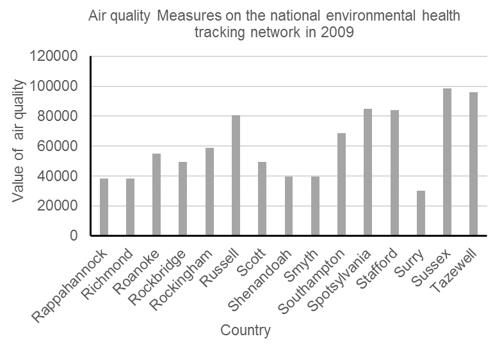 Air quality Measures on the national environmental health
tracking network in 2009
Value of air quality
120000
100000
80000
60000
40000
20000
0
Rappahannock
Richmond
Roanoke
Rockbridge
Rockingham
Russell
Scott
Shenandoah
Smyth
Southampton
Spotsylvania
Stafford
Surry
Sussex
Tazewell
Country